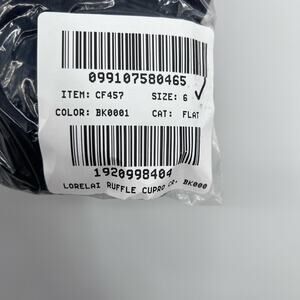 099107580465
ITEM: CF457 SIZE: 6
COLOR: BK0001 CAT: FLAT
1920998404
LORELAI RUFFLE CUPRO CR. BK000